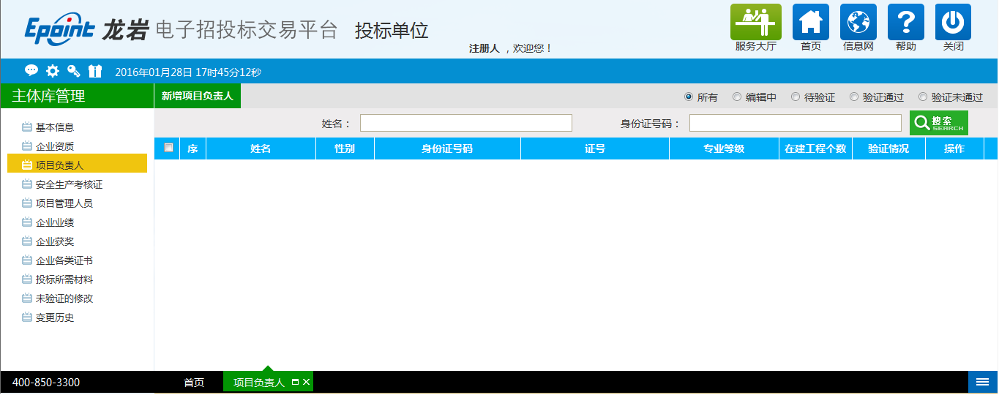 Epoint 龙岩 电子招投标交易平台 投标单位
注册人 ，欢迎您！
服务大厅 首页 信息网 帮助 关闭
2016年01月28日 17时45分12秒
主体库管理
新增项目负责人
所有 编辑中 待验证 验证通过 验证未通过
姓名： 身份证号码： 搜索 SEARCH
序 姓名 性别 身份证号码 证号 专业等级 在建工程个数 验证情况 操作
基本信息
企业资质
项目负责人
安全生产考核证
项目管理人员
企业业绩
企业获奖
企业各类证书
投标所需材料
未验证的修改
变更历史
400-850-3300 首页 项目负责人